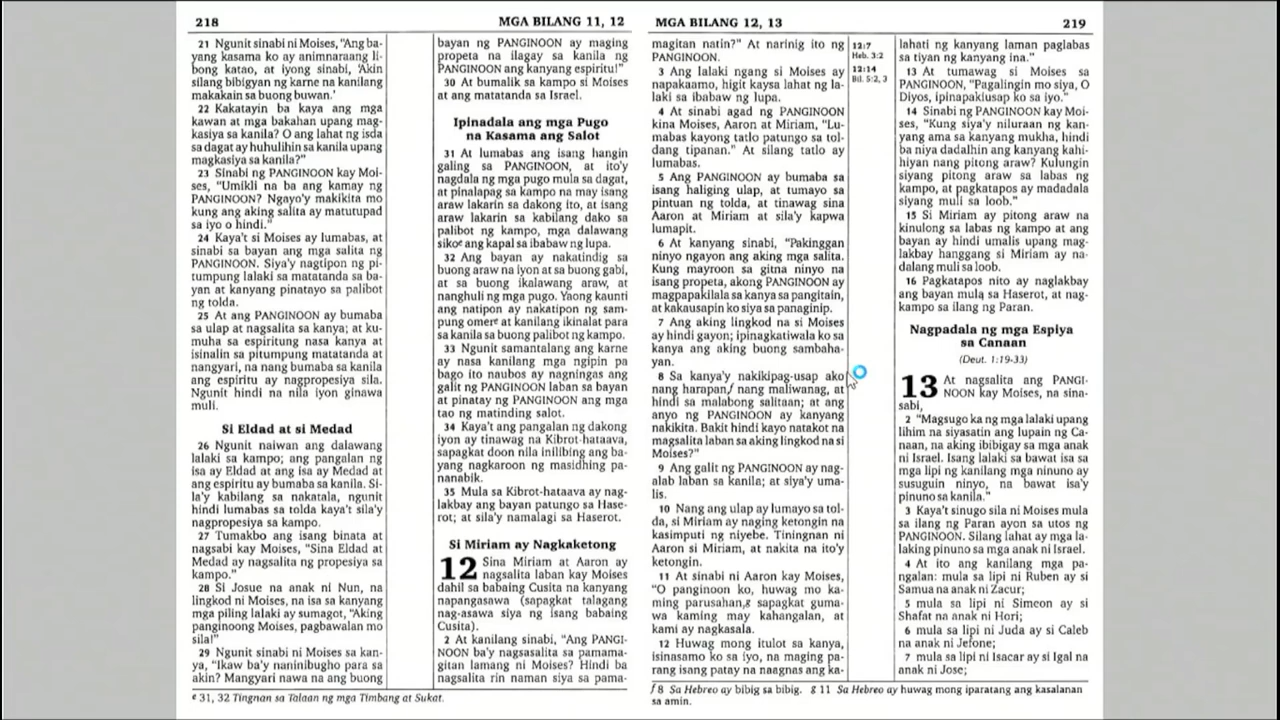 218
MGA BILANG 11, 12
21 Ngunit sinabi ni Moises, "Ang ba-
yang kasama ko ay animnaraang li-
bong katao, at iyong sinabi, 'Akin
silang bibigyan ng karne na kanilang
makakain sa buong buwan.'
22 Kakatayin ba kaya ang mga
kawan at mga bakahan upang mag-
kasiya sa kanila? O ang lahat ng isda
sa dagat ay huhulihin sa kanila upang
magkasiya sa kanila?"
23 Sinabi ng PANGINOON kay Moi-
ses, "Umikli na ba ang kamay ng
PANGINOON? Ngayo'y makikita mo
kung ang aking salita ay matutupad
sa iyo o hindi."
24 Kaya't si Moises ay lumabas, at
sinabi sa bayan ang mga salita ng
PANGINOON. Siya'y nagtipon ng pi-
tumpung lalaki sa matatanda sa ba-
yan at kanyang pinatayo sa palibot
ng tolda.
25 At ang PANGINOON ay bumaba
sa ulap at nagsalita sa kanya; at ku-
muha sa espiritung nasa kanya at
isinalin sa pitumpung matatanda at
nangyari, na nang bumaba sa kanila
ang espiritu ay nagpropesiya sila.
Ngunit hindi na nila iyon ginawa
muli.
Si Eldad at si Medad
26 Ngunit naiwan ang dalawang
lalaki sa kampo; ang pangalan ng
isa ay Eldad at ang isa ay Medad at
ang espiritu ay bumaba sa kanila. Si-
la'y kabilang sa nakatala, ngunit
hindi lumabas sa tolda kaya't sila'y
nagpropesiya sa kampo.
27 Tumakbo ang isang binata at
nagsabi kay Moises, "Sina Eldad at
Medad ay nagsalita ng propesiya sa
kampo."
28 Si Josue na anak ni Nun, na
lingkod ni Moises, na isa sa kanyang
mga piling lalaki ay sumagot, "Aking
panginoong Moises, pagbawalan mo
sila!"
29 Ngunit sinabi ni Moises sa kan-
ya, "Ikaw ba'y naninibugho para sa
akin? Mangyari nawa na ang buong
bayan ng PANGINOON ay maging
propeta na ilagay sa kanila ng
PANGINOON ang kanyang espiritu!"
30 At bumalik sa kampo si Moises
at ang matatanda sa Israel.
Ipinadala ang mga Pugo
na Kasama ang Salot
31 At lumabas ang isang hangin
galing sa PANGINOON, at ito'y
nagdala ng mga pugo mula sa dagat,
at pinalapag sa kampo na may isang
araw lakarin sa dakong ito, at isang
araw lakarin sa kabilang dako sa
palibot ng kampo, mga dalawang
siko e ang kapal sa ibabaw ng lupa.
32 Ang bayan ay nakatindig sa
buong araw na iyon at sa buong gabi,
at sa buong ikalawang araw, at
nanghuli ng mga pugo. Yaong kaunti
ang natipon ay nakatipon ng sam-
pung omer e at kanilang ikinalat para
sa kanila sa buong palibot ng kampo.
33 Ngunit samantalang ang karne
ay nasa kanilang mga ngipin pa
bago ito naubos ay nagningas ang
galit ng PANGINOON laban sa bayan
at pinatay ng PANGINOON ang mga
tao ng matinding salot.
34 Kaya't ang pangalan ng dakong
iyon ay tinawag na Kibrot-hataava,
sapagkat doon nila inilibing ang ba-
yang nagkaroon ng masidhing pa-
nanabik.
35 Mula sa Kibrot-hataava ay nag-
lakbay ang bayan patungo sa Hase-
rot; at sila'y namalagi sa Haserot.
Si Miriam ay Nagkaketong
12 Sina Miriam at Aaron ay
nagsalita laban kay Moises
dahil sa babaing Cusita na kanyang
napangasawa (sapagkat talagang
nag-asawa siya ng isang babaing
Cusita).
2 At kanilang sinabi, "Ang PANGI-
NOON ba'y nagsasalita sa pamama-
gitan lamang ni Moises? Hindi ba
nagsalita rin naman siya sa pama-
e 31, 32 Tingnan sa Talaan ng mga Timbang at Sukat.
MGA BILANG 12, 13
219
magitan natin?" At narinig ito ng
PANGINOON.
3 Ang lalaki ngang si Moises ay
napakaamo, higit kaysa lahat ng la-
laki sa ibabaw ng lupa.
4 At sinabi agad ng PANGINOON
kina Moises, Aaron at Miriam, "Lu-
mabas kayong tatlo patungo sa tol-
dang tipanan." At silang tatlo ay
lumabas.
5 Ang PANGINOON ay bumaba sa
isang haliging ulap, at tumayo sa
pintuan ng tolda, at tinawag sina
Aaron at Miriam at sila'y kapwa
lumapit.
6 At kanyang sinabi, "Pakinggan
ninyo ngayon ang aking mga salita.
Kung mayroon sa gitna ninyo na
isang propeta, akong PANGINOON ay
magpapakilala sa kanya sa pangitain,
at kakausapin ko siya sa panaginip.
7 Ang aking lingkod na si Moises
ay hindi gayon; ipinagkatiwala ko sa
kanya ang aking buong sambaha-
yan.
8 Sa kanya'y nakikipag-usap ako
nang harapan, f nang maliwanag, at
hindi sa malabong salitaan; at ang
anyo ng PANGINOON ay kanyang
nakikita. Bakit hindi kayo natakot na
magsalita laban sa aking lingkod na si
Moises?"
9 Ang galit ng PANGINOON ay nag-
alab laban sa kanila; at siya'y uma-
lis.
10 Nang ang ulap ay lumayo sa tol-
da, si Miriam ay naging ketongin na
kasimputi ng niyebe. Tiningnan ni
Aaron si Miriam, at nakita na ito'y
ketongin.
11 At sinabi ni Aaron kay Moises,
"O panginoon ko, huwag mo ka-
ming parusahan, g sapagkat guma-
wa kaming may kahangalan, at
kami ay nagkasala.
12 Huwag mong itulot sa kanya,
isinasamo ko sa iyo, na maging pa-
rang isang patay na naagnas ang ka-
12:7
Heb. 3:2
12:14
Bil. 5:2, 3
lahati ng kanyang laman paglabas
sa tiyan ng kanyang ina."
13 At tumawag si Moises sa
PANGINOON, "Pagalingin mo siya, O
Diyos, ipinapakiusap ko sa iyo."
14 Sinabi ng PANGINOON kay Moi-
ses, "Kung siya'y niluraan ng kan-
yang ama sa kanyang mukha, hindi
ba niya dadalhin ang kanyang kahi-
hiyan nang pitong araw? Kulungin
siyang pitong araw sa labas ng
kampo, at pagkatapos ay madadala
siyang muli sa loob."
15 Si Miriam ay pitong araw na
kinulong sa labas ng kampo at ang
bayan ay hindi umalis upang mag-
lakbay hanggang si Miriam ay na-
dalang muli sa loob.
16 Pagkatapos nito ay naglakbay
ang bayan mula sa Haserot, at nag-
kampo sa ilang ng Paran.
Nagpadala ng mga Espiya
sa Canaan
(Deut. 1:19-33)
13 At nagsalita ang PANGI-
NOON kay Moises, na sina-
sabi,
2 "Magsugo ka ng mga lalaki upang
lihim na siyasatin ang lupain ng Ca-
naan, na aking ibibigay sa mga anak
ni Israel. Isang lalaki sa bawat isa sa
mga lipi ng kanilang mga ninuno ay
susuguin ninyo, na bawat isa'y
pinuno sa kanila."
3 Kaya't sinugo sila ni Moises mula
sa ilang ng Paran ayon sa utos ng
PANGINOON. Silang lahat ay mga la-
laking pinuno sa mga anak ni Israel.
4 At ito ang kanilang mga pa-
ngalan: mula sa lipi ni Ruben ay si
Samua na anak ni Zacur;
5 mula sa lipi ni Simeon ay si
Shafat na anak ni Hori;
6 mula sa lipi ni Juda ay si Caleb
na anak ni Jefone;
7 mula sa lipi ni Isacar ay si Igal na
anak ni Jose;
f 8 Sa Hebreo ay bibig sa bibig. g 11 Sa Hebreo ay huwag mong iparatang ang kasalanan
sa amin.